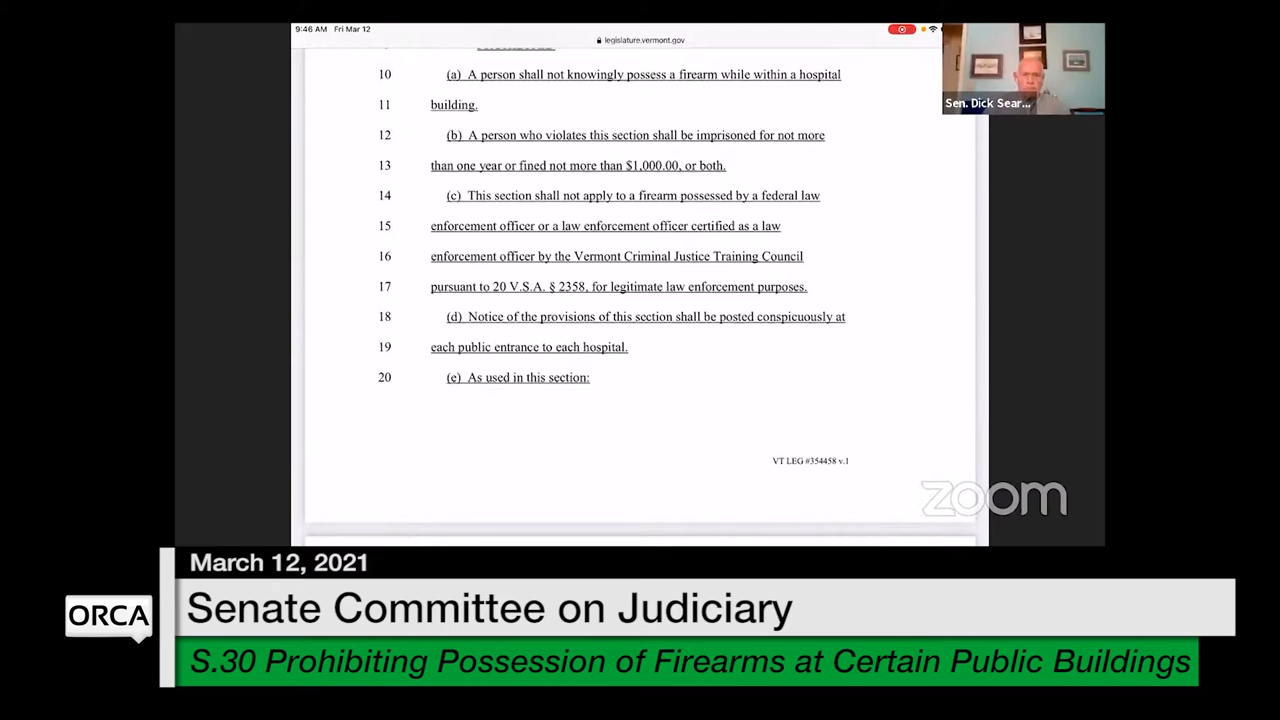 9:46 AM Fri Mar 12
legislature.vermont.gov
10 (a) A person shall not knowingly possess a firearm while within a hospital
11 building.
12 (b) A person who violates this section shall be imprisoned for not more
13 than one year or fined not more than $1,000.00, or both.
14 (c) This section shall not apply to a firearm possessed by a federal law
15 enforcement officer or a law enforcement officer certified as a law
16 enforcement officer by the Vermont Criminal Justice Training Council
17 pursuant to 20 V.S.A. § 2358, for legitimate law enforcement purposes.
18 (d) Notice of the provisions of this section shall be posted conspicuously at
19 each public entrance to each hospital.
20 (e) As used in this section:
VT LEG #354458 v.1
Sen. Dick Sear...
zoom
March 12, 2021
ORCA
Senate Committee on Judiciary
S.30 Prohibiting Possession of Firearms at Certain Public Buildings